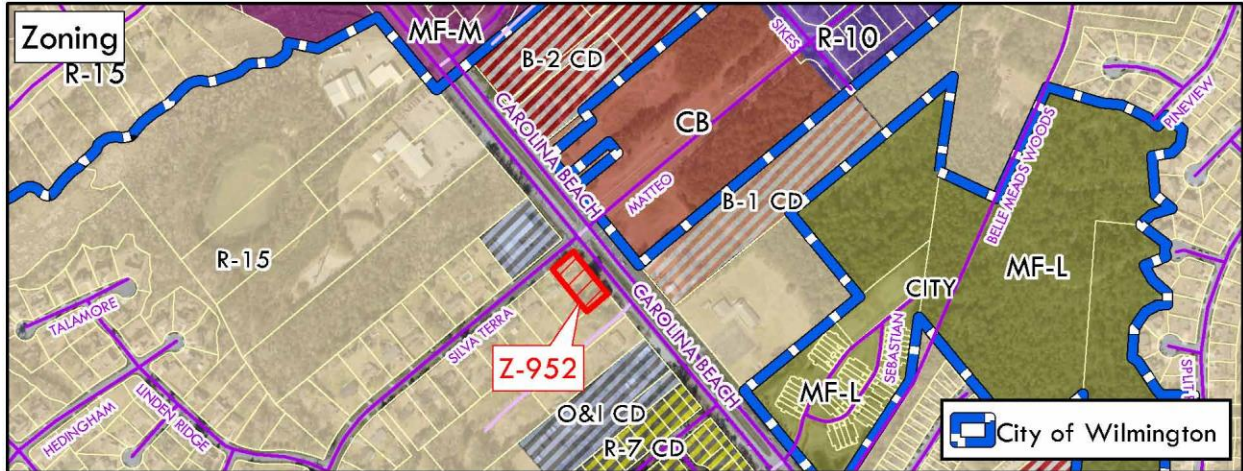 Zoning
R-15
MF-M
B-2 CD
SIKES
R-10
PINEVIEW
CAROLINA BEACH
CB
MATTEO
B-1 CD
BELLE MEADS WOODS
R-15
MF-L
CITY
TALAMORE
SILVA TERRA
CAROLINA BEACH
SEBASTIAN
Z-952
MF-L
HEDINGHAM
LINDEN RIDGE
O&I CD
R-7 CD
SPLIT
City of Wilmington